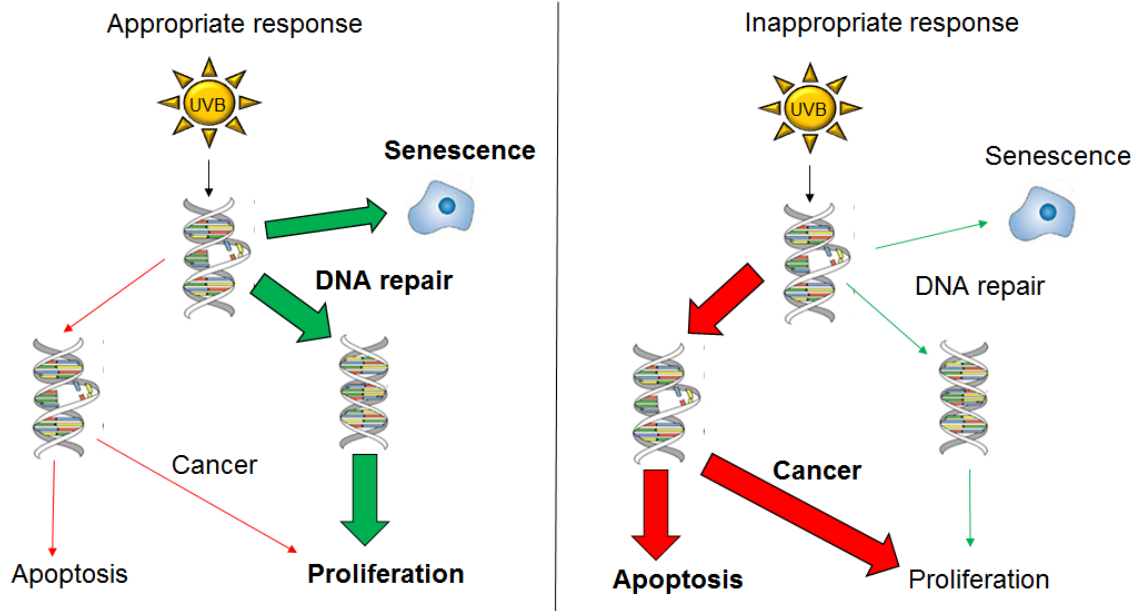 Appropriate response
UVB
Senescence
DNA repair
Cancer
Apoptosis
Proliferation
Inappropriate response
UVB
Senescence
DNA repair
Cancer
Apoptosis
Proliferation